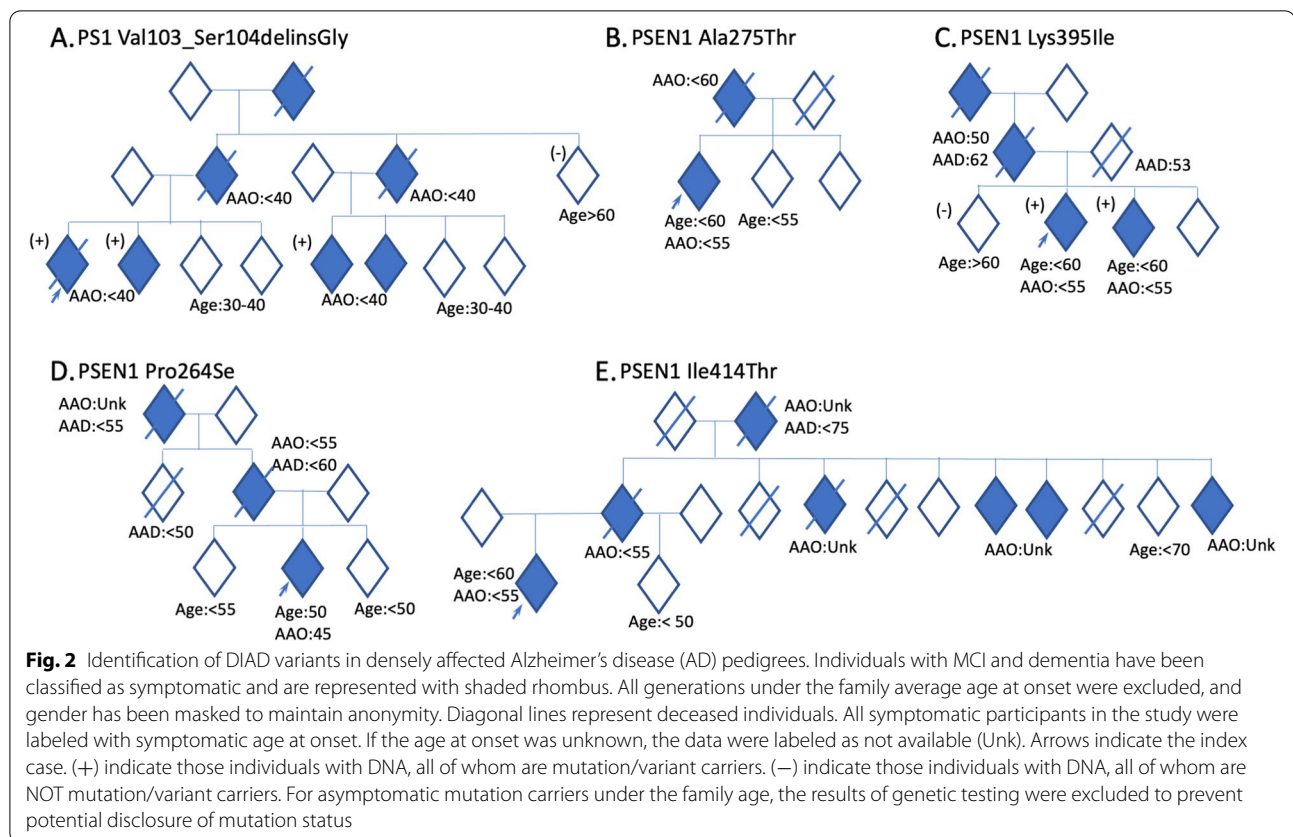 A. PS1 Val103_Ser104delinsGly
AAO:<40
AAO:<40
(-)
Age>60
(+)
AAO:<40
(+)
Age:30-40
(+)
AAO:<40
Age:30-40
B. PSEN1 Ala275Thr
AAO:<60
Age:<60
AAO:<55
Age:<55
C. PSEN1 Lys395Ile
AAO:50
AAD:62
AAD:53
(-)
Age:>60
(+)
Age:<60
AAO:<55
(+)
Age:<60
AAO:<55
D. PSEN1 Pro264Se
AAO:Unk
AAD:<55
AAO:<55
AAD:<60
AAD:<50
Age:<55
Age:50
AAO:45
Age:<50
E. PSEN1 Ile414Thr
AAO:Unk
AAD:<75
AAO:<55
AAO:Unk
AAO:Unk
Age:<70
AAO:Unk
Age:<60
AAO:<55
Age:< 50
Fig. 2 Identification of DIAD variants in densely affected Alzheimer’s disease (AD) pedigrees. Individuals with MCI and dementia have been
classified as symptomatic and are represented with shaded rhombus. All generations under the family average age at onset were excluded, and
gender has been masked to maintain anonymity. Diagonal lines represent deceased individuals. All symptomatic participants in the study were
labeled with symptomatic age at onset. If the age at onset was unknown, the data were labeled as not available (Unk). Arrows indicate the index
case. (+) indicate those individuals with DNA, all of whom are mutation/variant carriers. (−) indicate those individuals with DNA, all of whom are
NOT mutation/variant carriers. For asymptomatic mutation carriers under the family age, the results of genetic testing were excluded to prevent
potential disclosure of mutation status